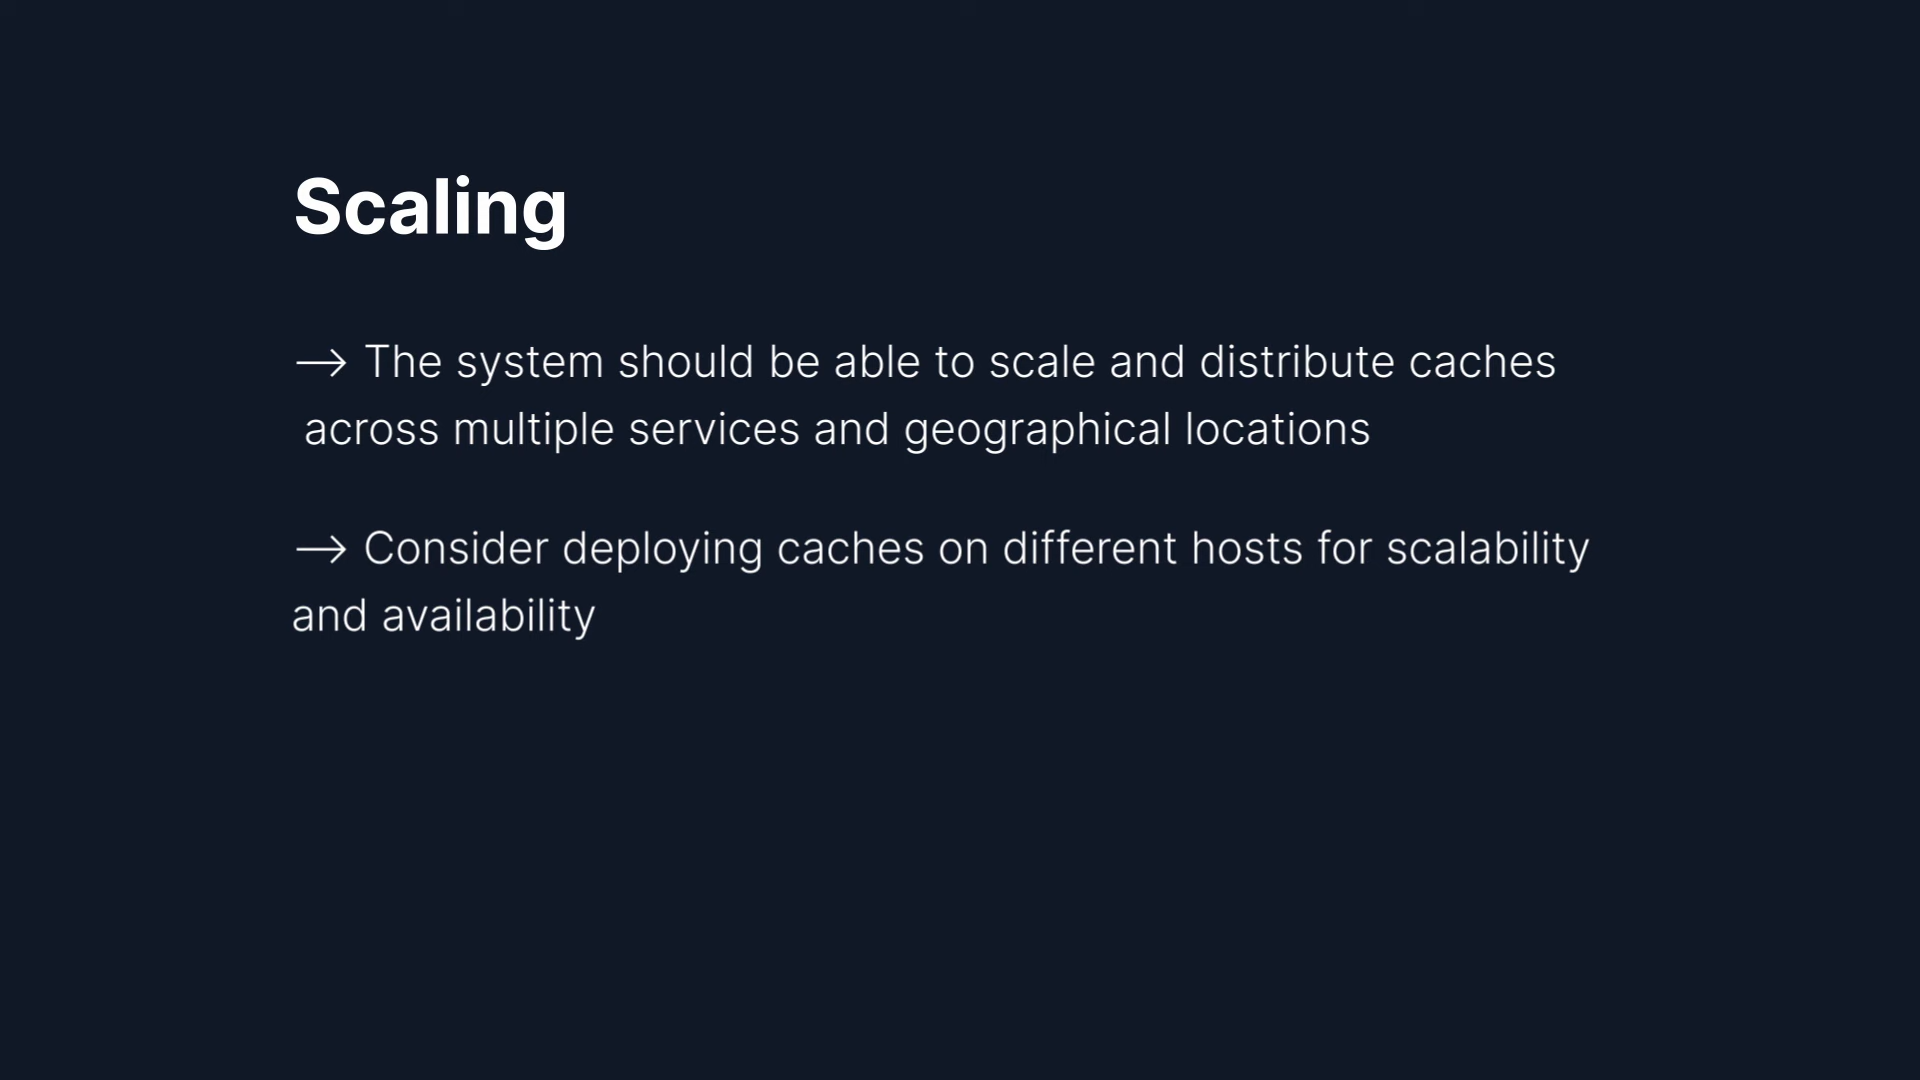 Scaling
→ The system should be able to scale and distribute caches
across multiple services and geographical locations
→ Consider deploying caches on different hosts for scalability
and availability